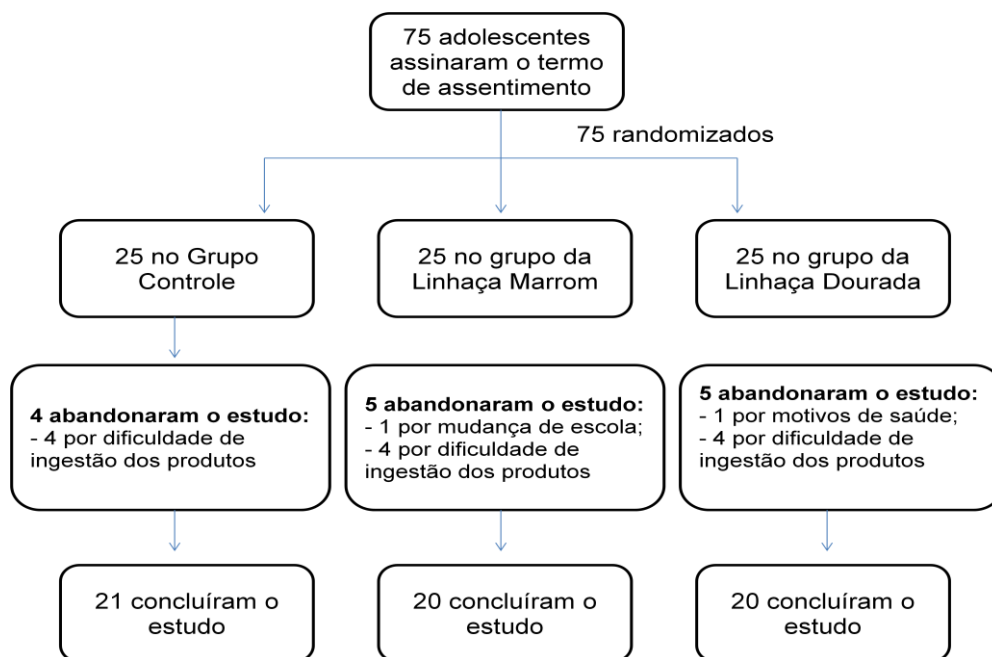 75 adolescentes
assinaram o termo
de assentimento
75 randomizados
25 no Grupo
Controle
25 no grupo da
Linhaça Marrom
25 no grupo da
Linhaça Dourada
4 abandonaram o estudo:
- 4 por dificuldade de
ingestão dos produtos
5 abandonaram o estudo:
- 1 por mudança de escola;
- 4 por dificuldade de
ingestão dos produtos
5 abandonaram o estudo:
- 1 por motivos de saúde;
- 4 por dificuldade de
ingestão dos produtos
21 concluíram o
estudo
20 concluíram o
estudo
20 concluíram o
estudo